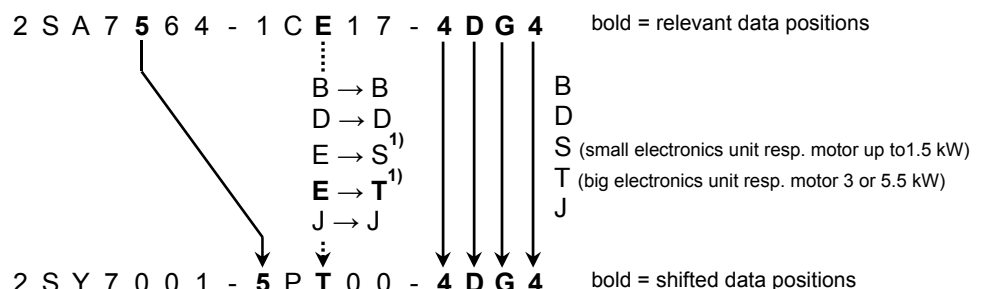 2 S A 7 5 6 4 - 1 C E 1 7 - 4 D G 4 bold = relevant data positions
B → B B
D → D D
E → S 1) S (small electronics unit resp. motor up to1.5 kW)
E → T 1) T (big electronics unit resp. motor 3 or 5.5 kW)
J → J J
2 S Y 7 0 0 1 - 5 P T 0 0 - 4 D G 4 bold = shifted data positions